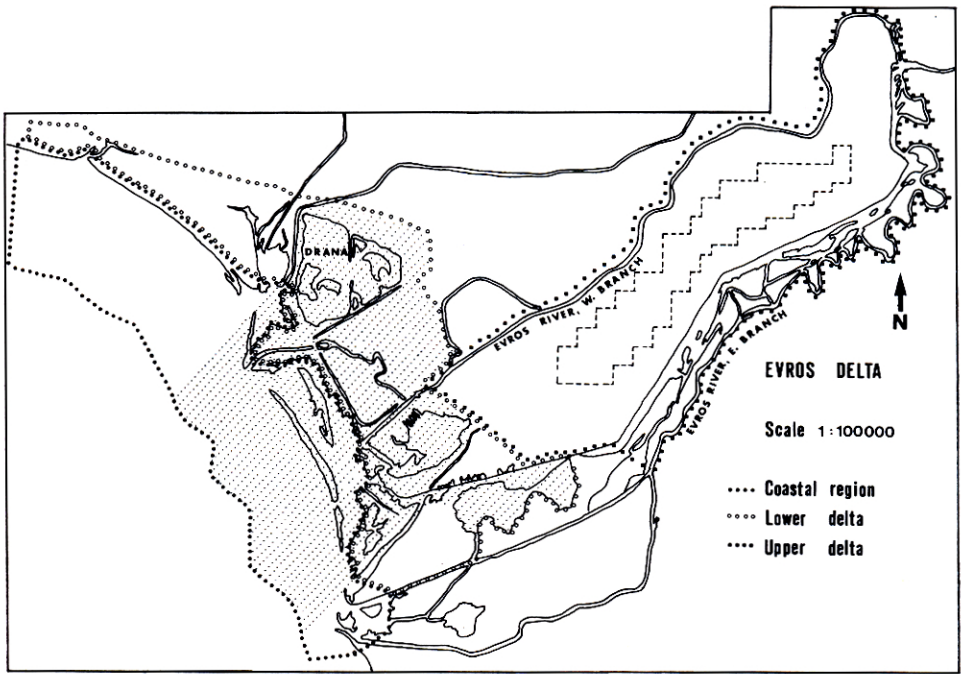 DRANA
EVROS RIVER, W. BRANCH
EVROS RIVER, E. BRANCH
N
EVROS DELTA
Scale 1:100000
Coastal region
Lower delta
Upper delta